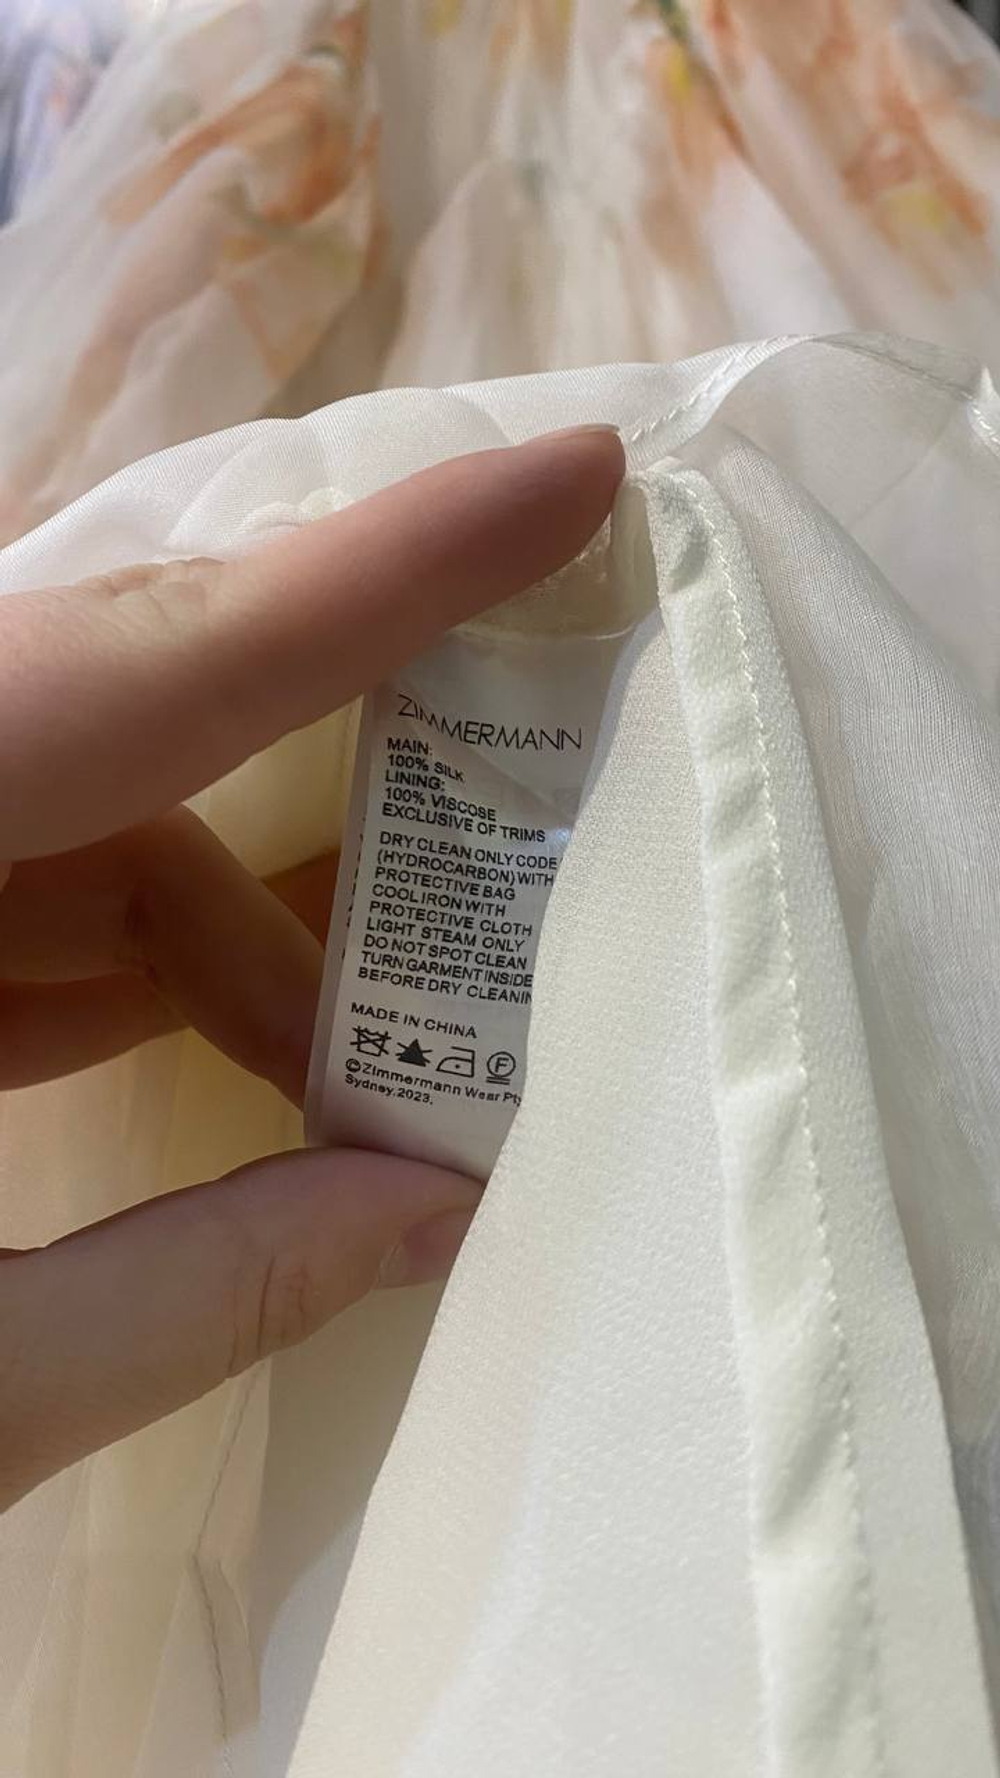 ZIMMERMANN
MAIN:
100% SILK
LINING:
100% VISCOSE
EXCLUSIVE OF TRIMS
DRY CLEAN ONLY CODE
(HYDROCARBON) WITH
PROTECTIVE BAG
COOL IRON WITH
PROTECTIVE CLOTH
LIGHT STEAM ONLY
DO NOT SPOT CLEAN
TURN GARMENT INSIDE
BEFORE DRY CLEANIN
MADE IN CHINA
F
©Zimmermann Wear Pty
Sydney.2023.